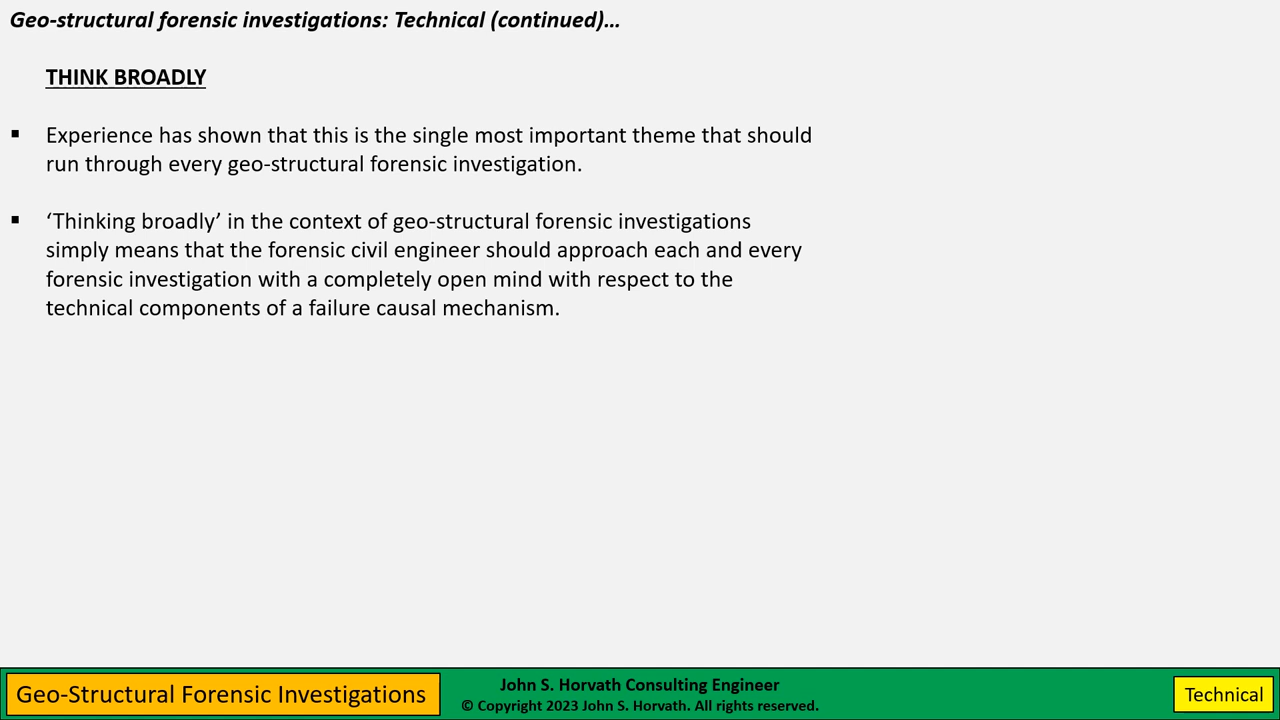 Geo-structural forensic investigations: Technical (continued)…
THINK BROADLY
▪ Experience has shown that this is the single most important theme that should
run through every geo-structural forensic investigation.
▪ ‘Thinking broadly’ in the context of geo-structural forensic investigations
simply means that the forensic civil engineer should approach each and every
forensic investigation with a completely open mind with respect to the
technical components of a failure causal mechanism.
Geo-Structural Forensic Investigations
John S. Horvath Consulting Engineer
© Copyright 2023 John S. Horvath. All rights reserved.
Technical